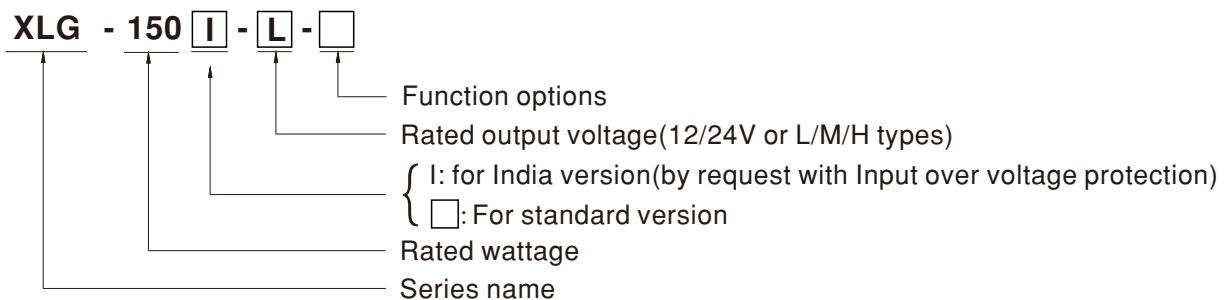 XLG - 150 I - L - □
Function options
Rated output voltage(12/24V or L/M/H types)
I: for India version(by request with Input over voltage protection)
□: For standard version
Rated wattage
Series name